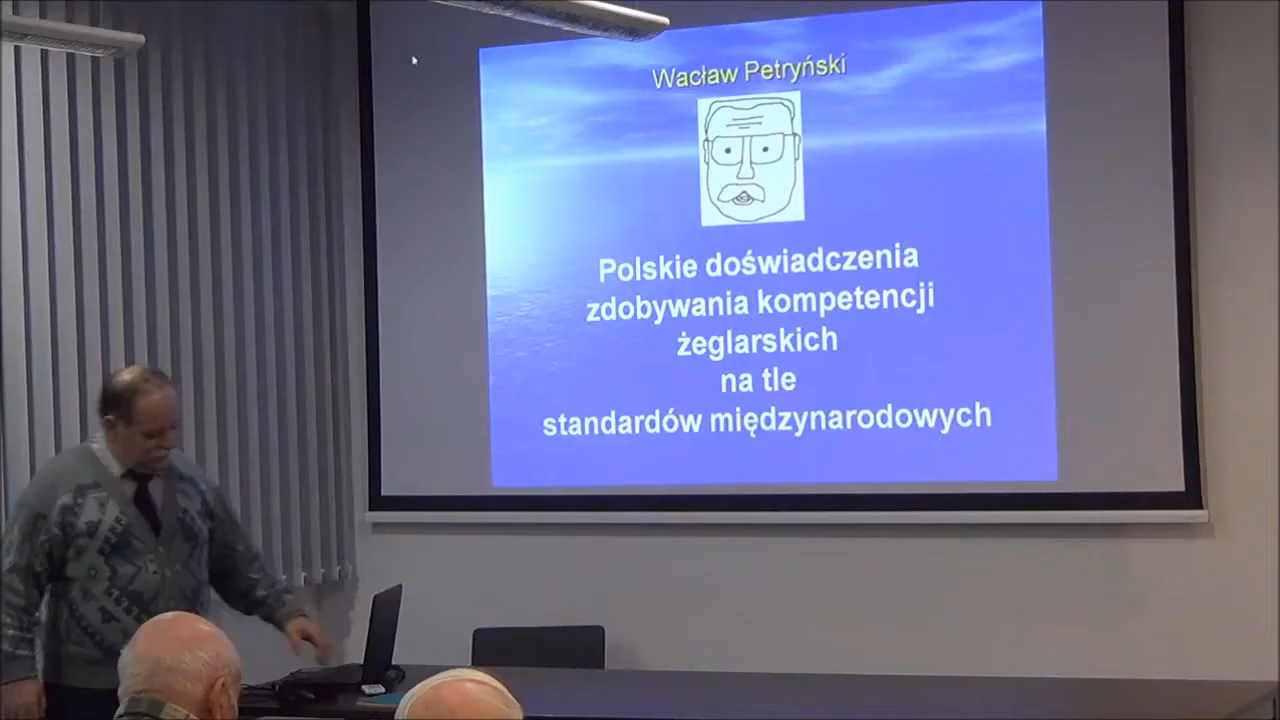 Wacław Petryński
Polskie doświadczenia
zdobywania kompetencji
żeglarskich
na tle
standardów międzynarodowych